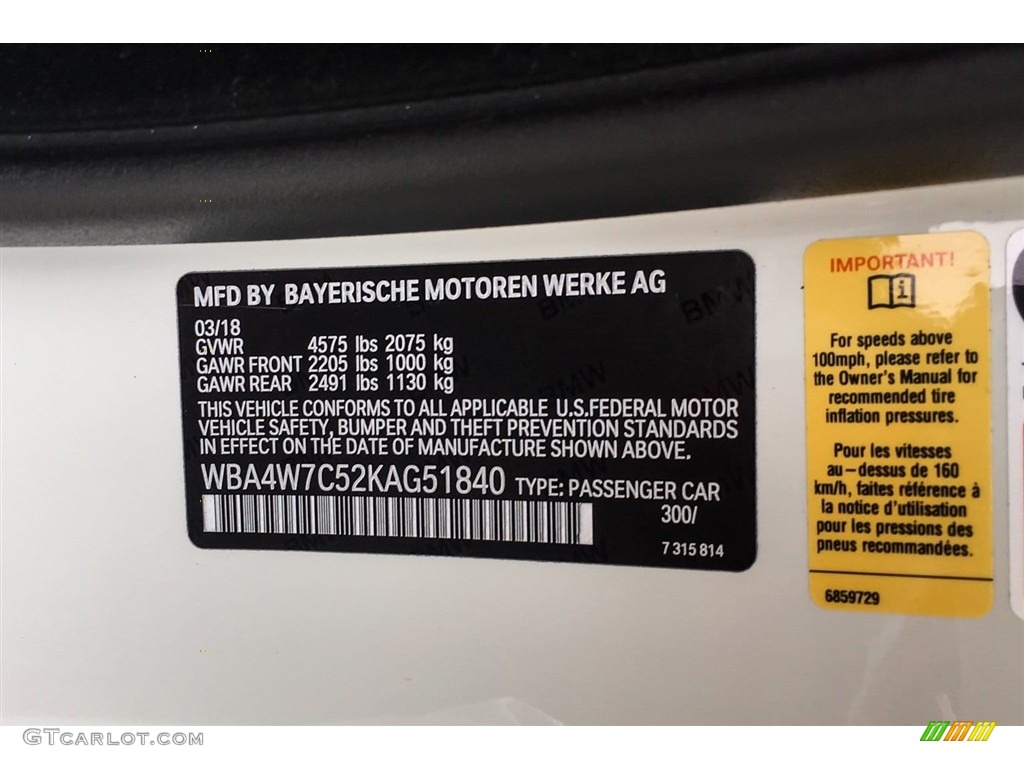 MFD BY BAYERISCHE MOTOREN WERKE AG
03/18
GVWR 4575 lbs 2075 kg
GAWR FRONT 2205 lbs 1000 kg
GAWR REAR 2491 lbs 1130 kg
THIS VEHICLE CONFORMS TO ALL APPLICABLE U.S.FEDERAL MOTOR
VEHICLE SAFETY, BUMPER AND THEFT PREVENTION STANDARDS
IN EFFECT ON THE DATE OF MANUFACTURE SHOWN ABOVE.
WBA4W7C52KAG51840 TYPE: PASSENGER CAR
300/
7 315 814
IMPORTANT!
For speeds above
100mph, please refer to
the Owner's Manual for
recommended tire
inflation pressures.
Pour les vitesses
au-dessus de 160
km/h, faites référence à
la notice d'utilisation
pour les pressions des
pneus recommandées.
6859729
GTCARLOT.COM